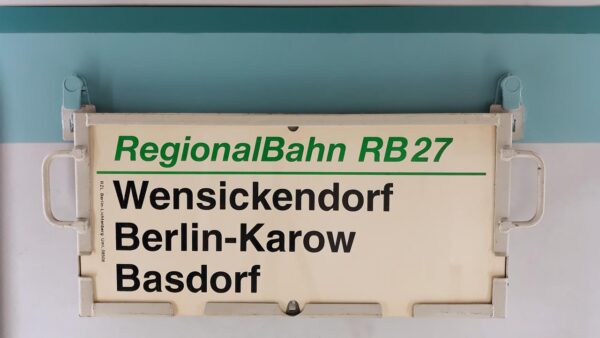 RegionalBahn RB27
Wensickendorf
Berlin-Karow
Basdorf